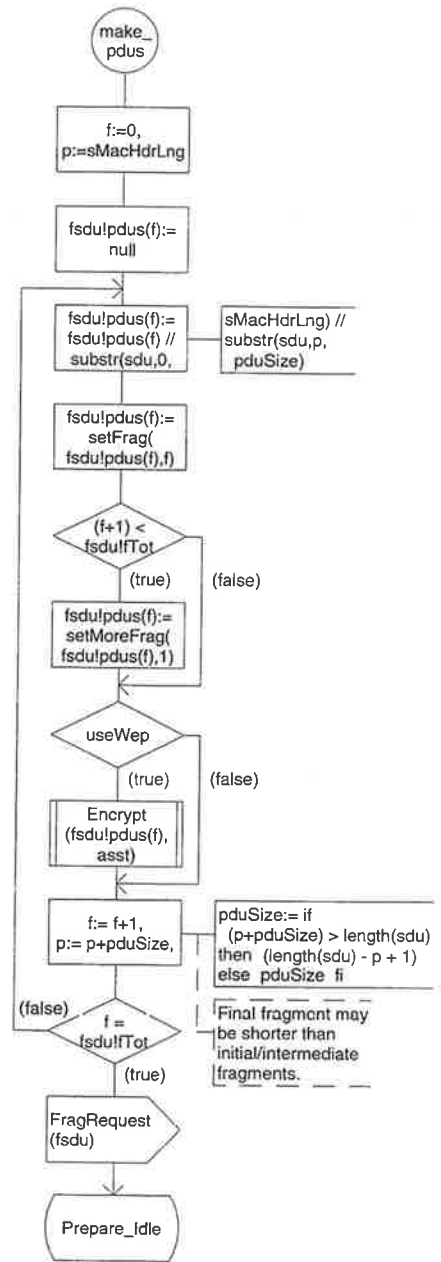 make_
pdus
f:=0,
p:=sMacHdrLng
fsdu!pdus(f):=
null
fsdu!pdus(f):=
fsdu!pdus(f) //
substr(sdu,0,
sMacHdrLng) //
substr(sdu,p,
pduSize)
fsdu!pdus(f):=
setFrag(
fsdu!pdus(f),f)
(f+1) <
fsdu!fTot
(true)
(false)
fsdu!pdus(f):=
setMoreFrag(
fsdu!pdus(f),1)
useWep
(true)
(false)
Encrypt
(fsdu!pdus(f),
asst)
f:= f+1,
p:= p+pduSize,
pduSize:= if
(p+pduSize) > length(sdu)
then (length(sdu) - p + 1)
else pduSize fi
Final fragment may
be shorter than
initial/intermediate
fragments.
(false)
f =
fsdu!fTot
(true)
FragRequest
(fsdu)
Prepare_Idle